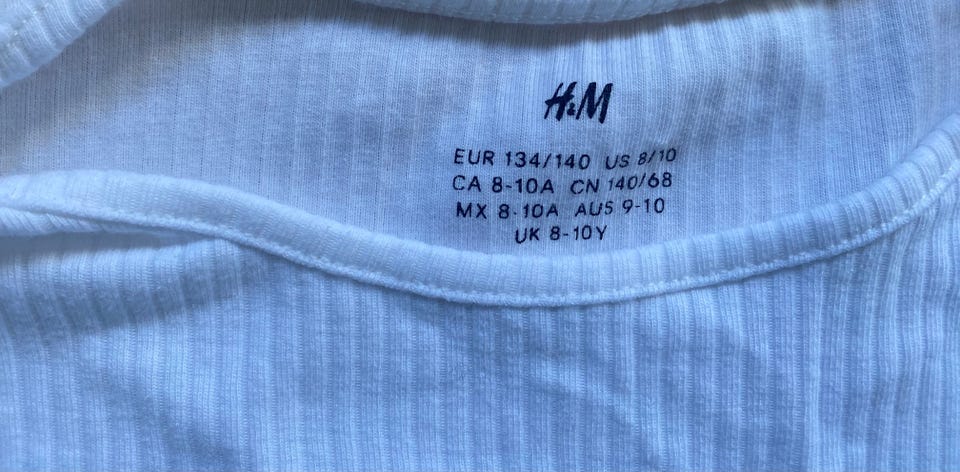 H&M
EUR 134/140 US 8/10
CA 8-10A CN 140/68
MX 8-10A AUS 9-10
UK 8-10Y